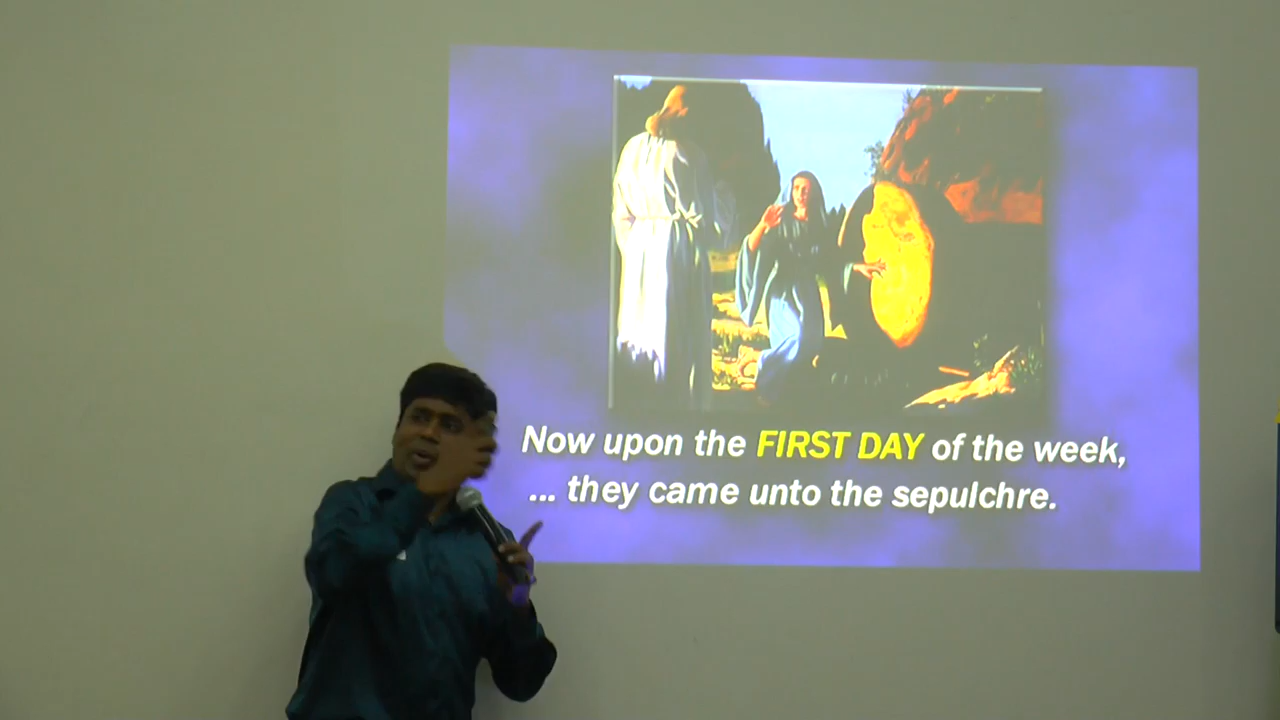 Now upon the FIRST DAY of the week,
... they came unto the sepulchre.